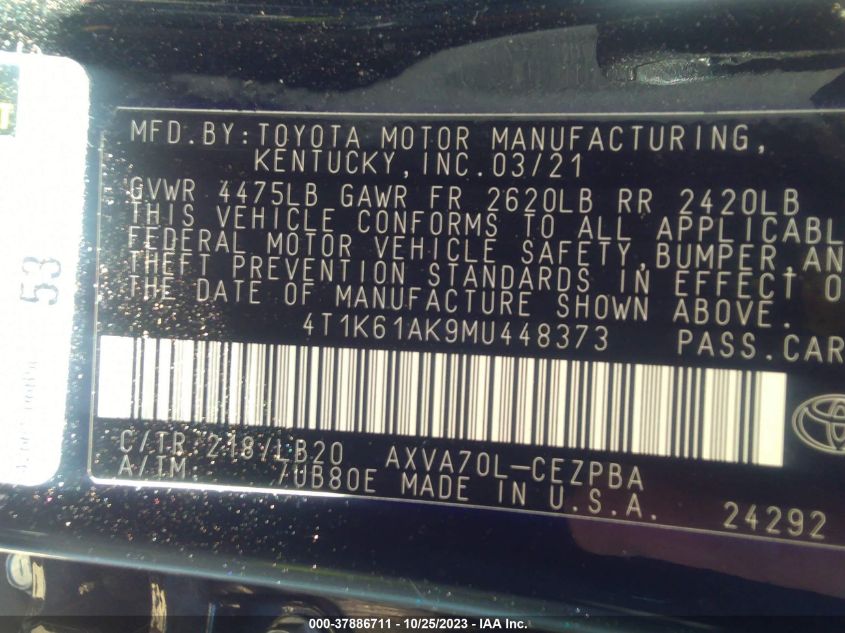 MFD.BY:TOYOTA MOTOR MANUFACTURING,
KENTUCKY,INC.03/21
GVWR 4475LB GAWR FR 2620LB RR 2420LB
THIS VEHICLE CONFORMS TO ALL APPLICABL
FEDERAL MOTOR VEHICLE SAFETY,BUMPER AN
THEFT PREVENTION STANDARDS IN EFFECT O
THE DATE OF MANUFACTURE SHOWN ABOVE.
4T1K61AK9MU448373 PASS.CAR
C/TR 218/LB20 AXVA70L-CEZPBA
A/TM 7UB80E MADE IN U.S.A. 24292
53
000-37886711 - 10/25/2023 - IAA Inc.